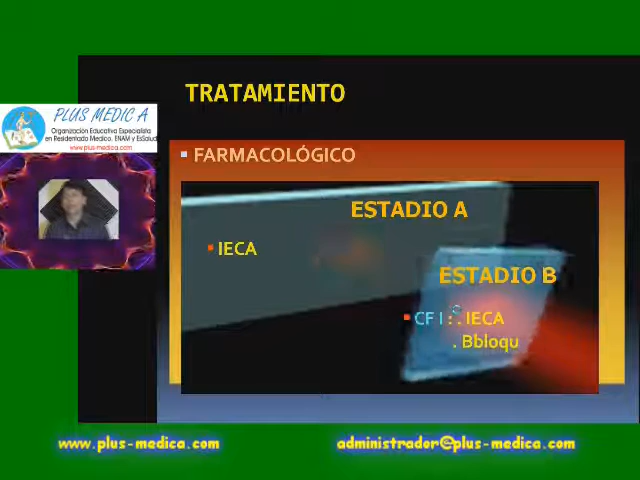 TRATAMIENTO
PLUS MEDIC A
Organización Educativa Especialista
en Residentado Medico, ENAM y EsSalud
www.plus-medica.com
▪ FARMACOLÓGICO
ESTADIO A
▪ IECA
ESTADIO B
▪ CF I : . IECA
. Bbloqu
www.plus-medica.com
administrador@plus-medica.com